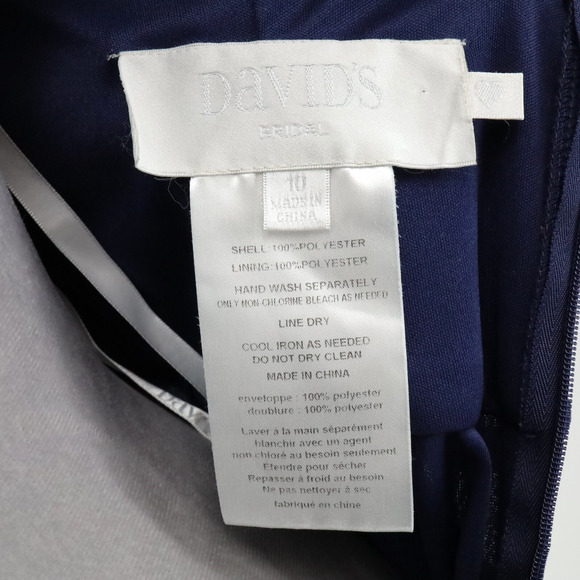 DaVID'S
BRIDAL
10
MADE IN
CHINA
SHELL: 100%POLYESTER
LINING: 100%POLYESTER
HAND WASH SEPARATELY
ONLY NON-CHLORINE BLEACH AS NEEDED
LINE DRY
COOL IRON AS NEEDED
DO NOT DRY CLEAN
MADE IN CHINA
enveloppe : 100% polyester
doublure : 100% polyester
Laver à la main séparément
blanchir avec un agent
non chloré au besoin seulement
Étendre pour sécher
Repasser à froid au besoin
Ne pas nettoyer à sec
fabriqué en chine